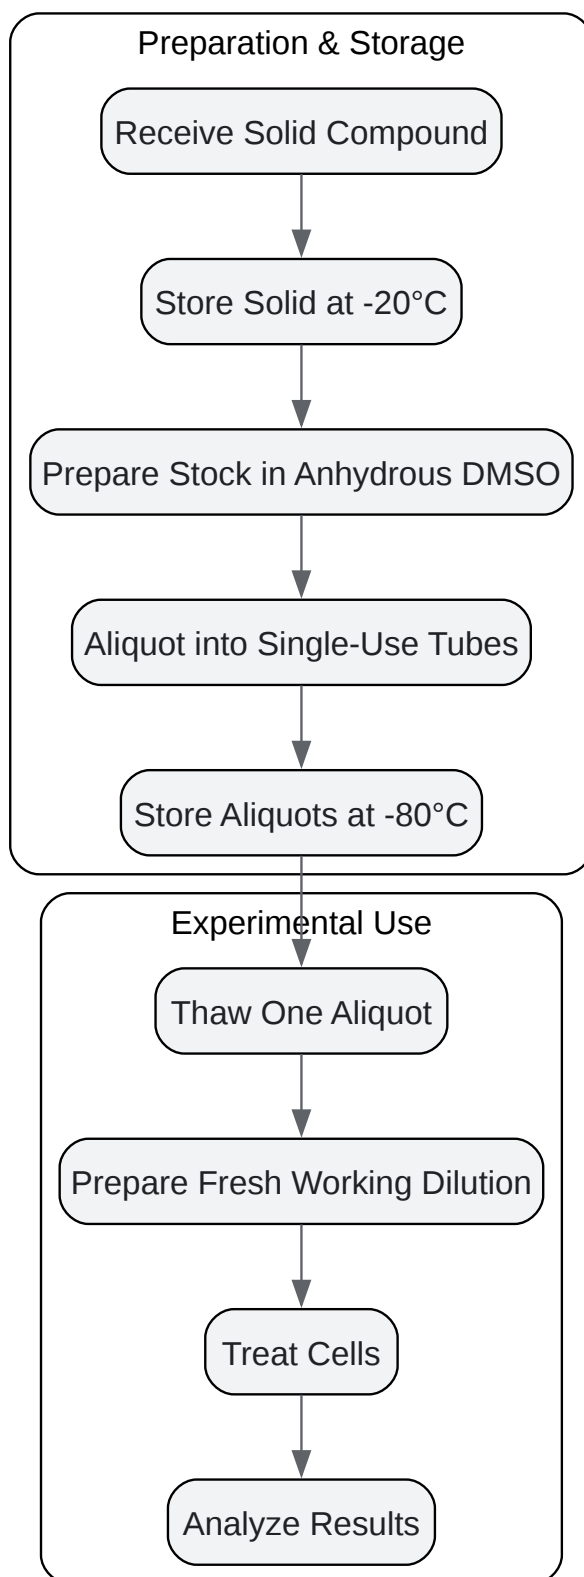 Preparation & Storage
Receive Solid Compound
Store Solid at -20°C
Prepare Stock in Anhydrous DMSO
Aliquot into Single-Use Tubes
Store Aliquots at -80°C
Experimental Use
Thaw One Aliquot
Prepare Fresh Working Dilution
Treat Cells
Analyze Results